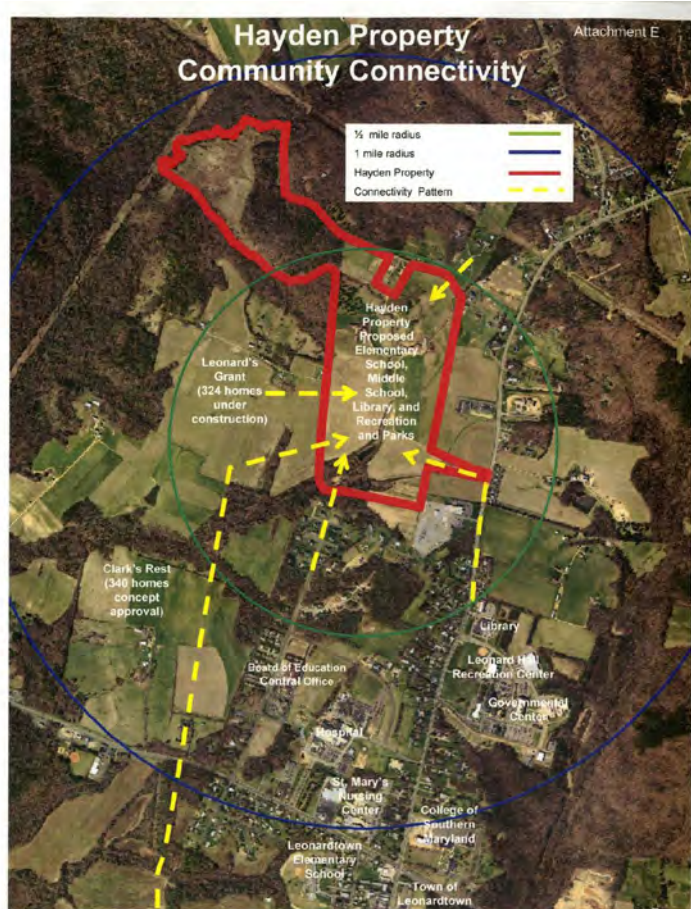 Hayden Property
Community Connectivity
Attachment E
½ mile radius
1 mile radius
Hayden Property
Connectivity Pattern
Hayden
Property
Proposed
Elementary
School,
Middle
School,
Library, and
Recreation
and Parks
Leonard's
Grant
(324 homes
under
construction)
Clark's Rest
(340 homes
concept
approval)
Library
Leonard Hall
Recreation Center
Governmental
Center
Board of Education
Central Office
Hospital
St. Mary's
Nursing
Center
College of
Southern
Maryland
Leonardtown
Elementary
School
Town of
Leonardtown